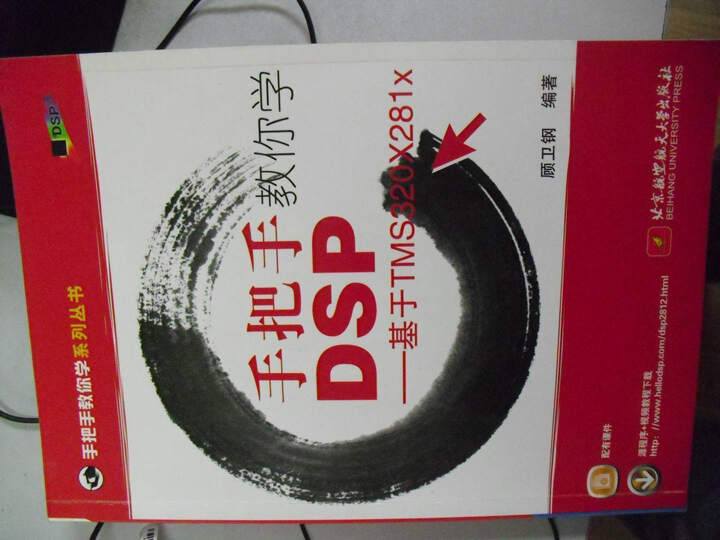 手把手教你学系列丛书
DSP
手把手教你学
DSP
—基于TMS320X281x
顾卫钢 编著
配有课件
源程序+视频教程下载
http://www.hellodsp.com/dsp2812.html
北京航空航天大学出版社
BEIHANG UNIVERSITY PRESS